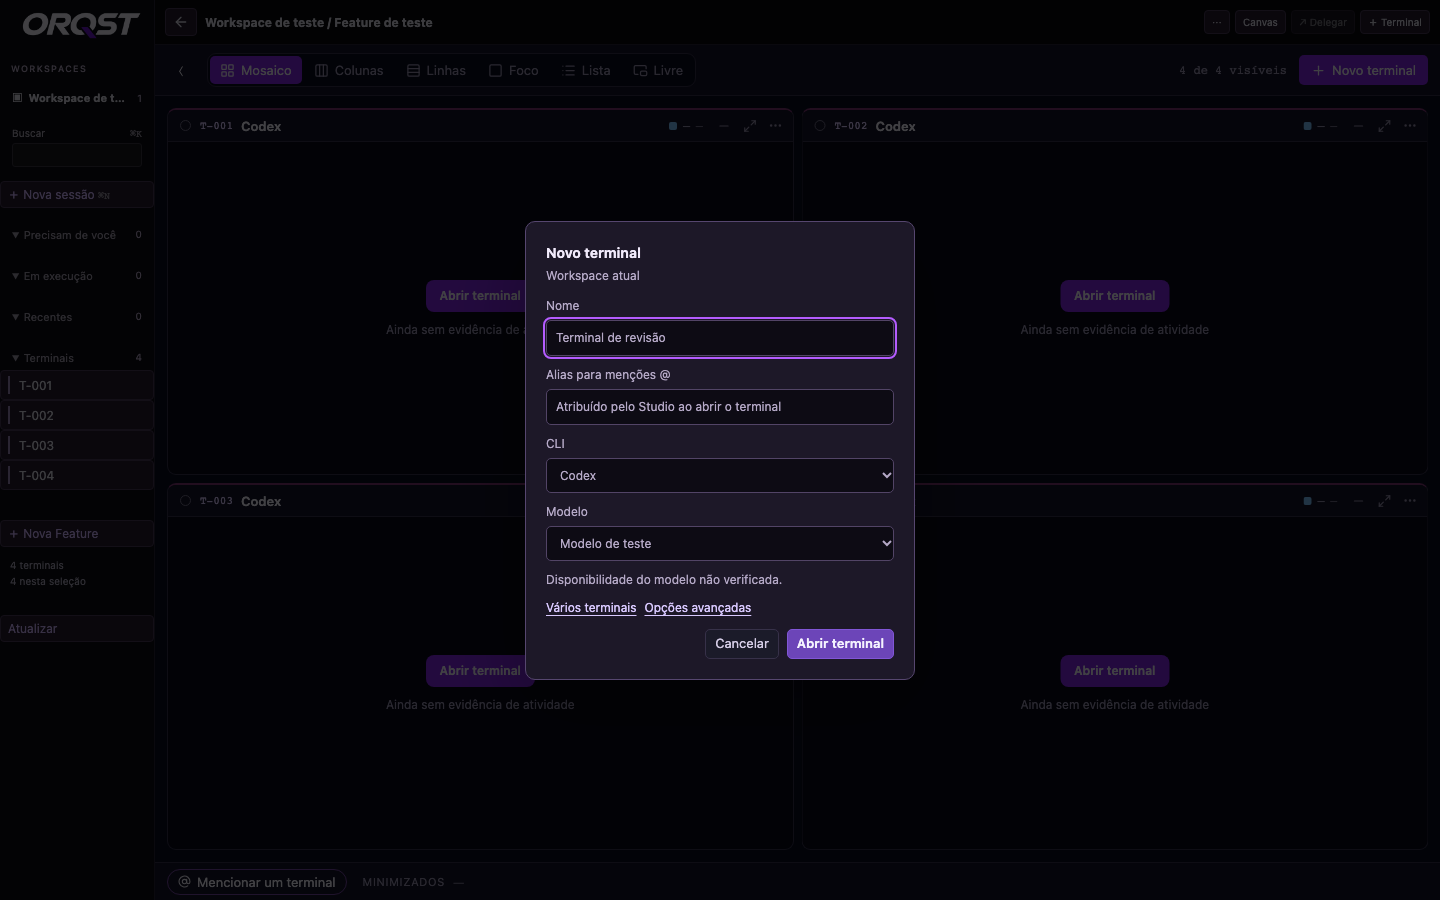 ORQST
Workspace de teste / Feature de teste
Canvas
Delegar
+ Terminal
WORKSPACES
Workspace de t... 1
Buscar ⌘K
+ Nova sessão ⌘N
Precisam de você 0
Em execução 0
Recentes 0
Terminais 4
T-001
T-002
T-003
T-004
+ Nova Feature
4 terminais
4 nesta seleção
Atualizar
Mosaico
Colunas
Linhas
Foco
Lista
Livre
4 de 4 visíveis
+ Novo terminal
T-001 Codex
Abrir terminal
Ainda sem evidência de a
T-002 Codex
Abrir terminal
Ainda sem evidência de atividade
T-003 Codex
Abrir terminal
Ainda sem evidência de atividade
Abrir terminal
Ainda sem evidência de atividade
Novo terminal
Workspace atual
Nome
Terminal de revisão
Alias para menções @
Atribuído pelo Studio ao abrir o terminal
CLI
Codex
Modelo
Modelo de teste
Disponibilidade do modelo não verificada.
Vários terminais Opções avançadas
Cancelar
Abrir terminal
@ Mencionar um terminal
MINIMIZADOS —